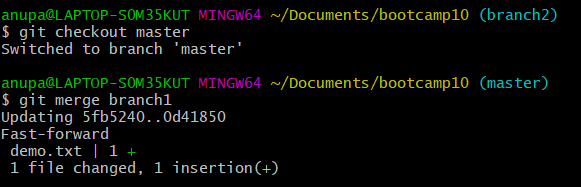 anupa@LAPTOP-SOM35KUT MINGW64 ~/Documents/bootcamp10 (branch2)
$ git checkout master
Switched to branch 'master'
anupa@LAPTOP-SOM35KUT MINGW64 ~/Documents/bootcamp10 (master)
$ git merge branch1
Updating 5fb5240..0d41850
Fast-forward
 demo.txt | 1 +
 1 file changed, 1 insertion(+)